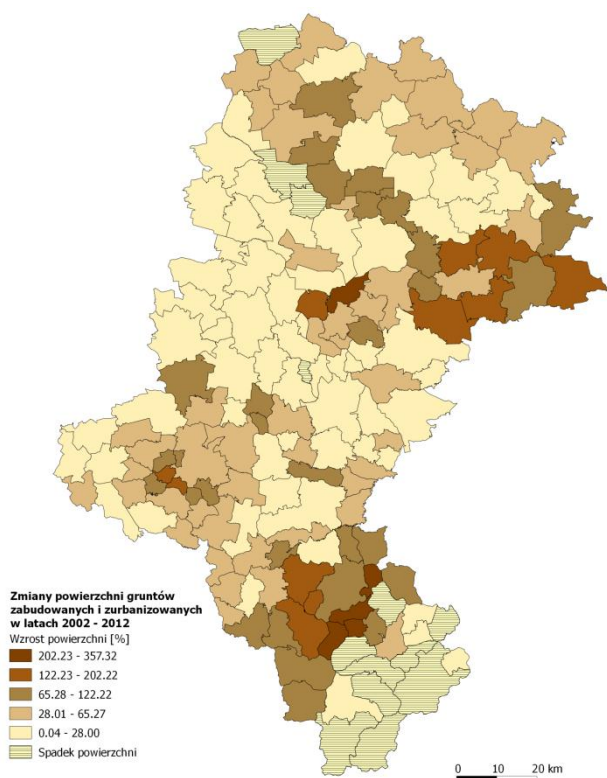 Zmiany powierzchni gruntów
zabudowanych i zurbanizowanych
w latach 2002 - 2012
Wzrost powierzchni [%]
202.23 - 357.32
122.23 - 202.22
65.28 - 122.22
28.01 - 65.27
0.04 - 28.00
Spadek powierzchni
0 10 20 km